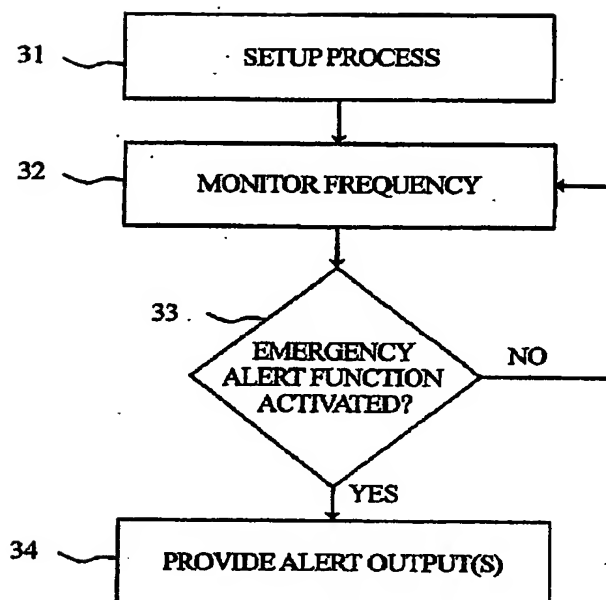 31
SETUP PROCESS
32
MONITOR FREQUENCY
33
EMERGENCY
ALERT FUNCTION
ACTIVATED?
NO
YES
34
PROVIDE ALERT OUTPUT(S)